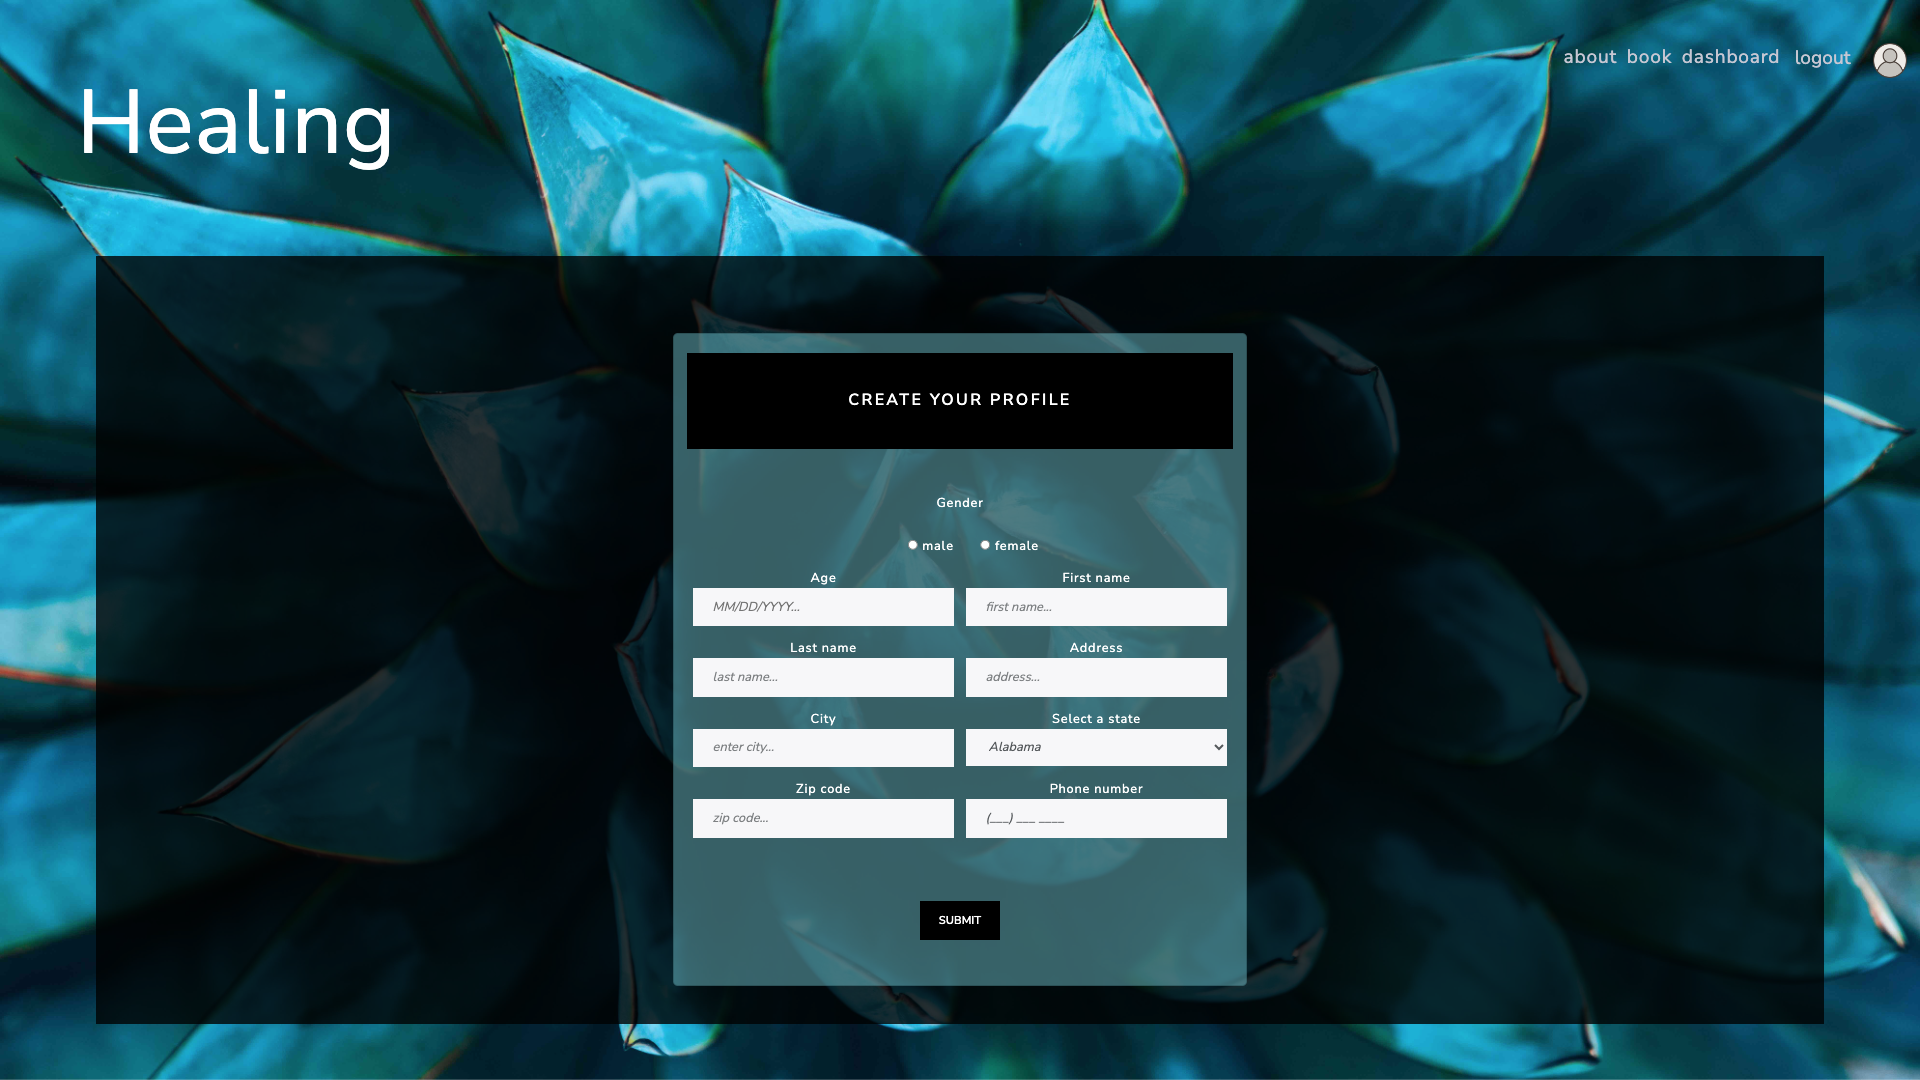 about book dashboard logout
Healing
CREATE YOUR PROFILE
Gender
male female
Age First name
MM/DD/YYYY... first name...
Last name Address
last name... address...
City Select a state
enter city... Alabama
Zip code Phone number
zip code... (___) ___ ____
SUBMIT